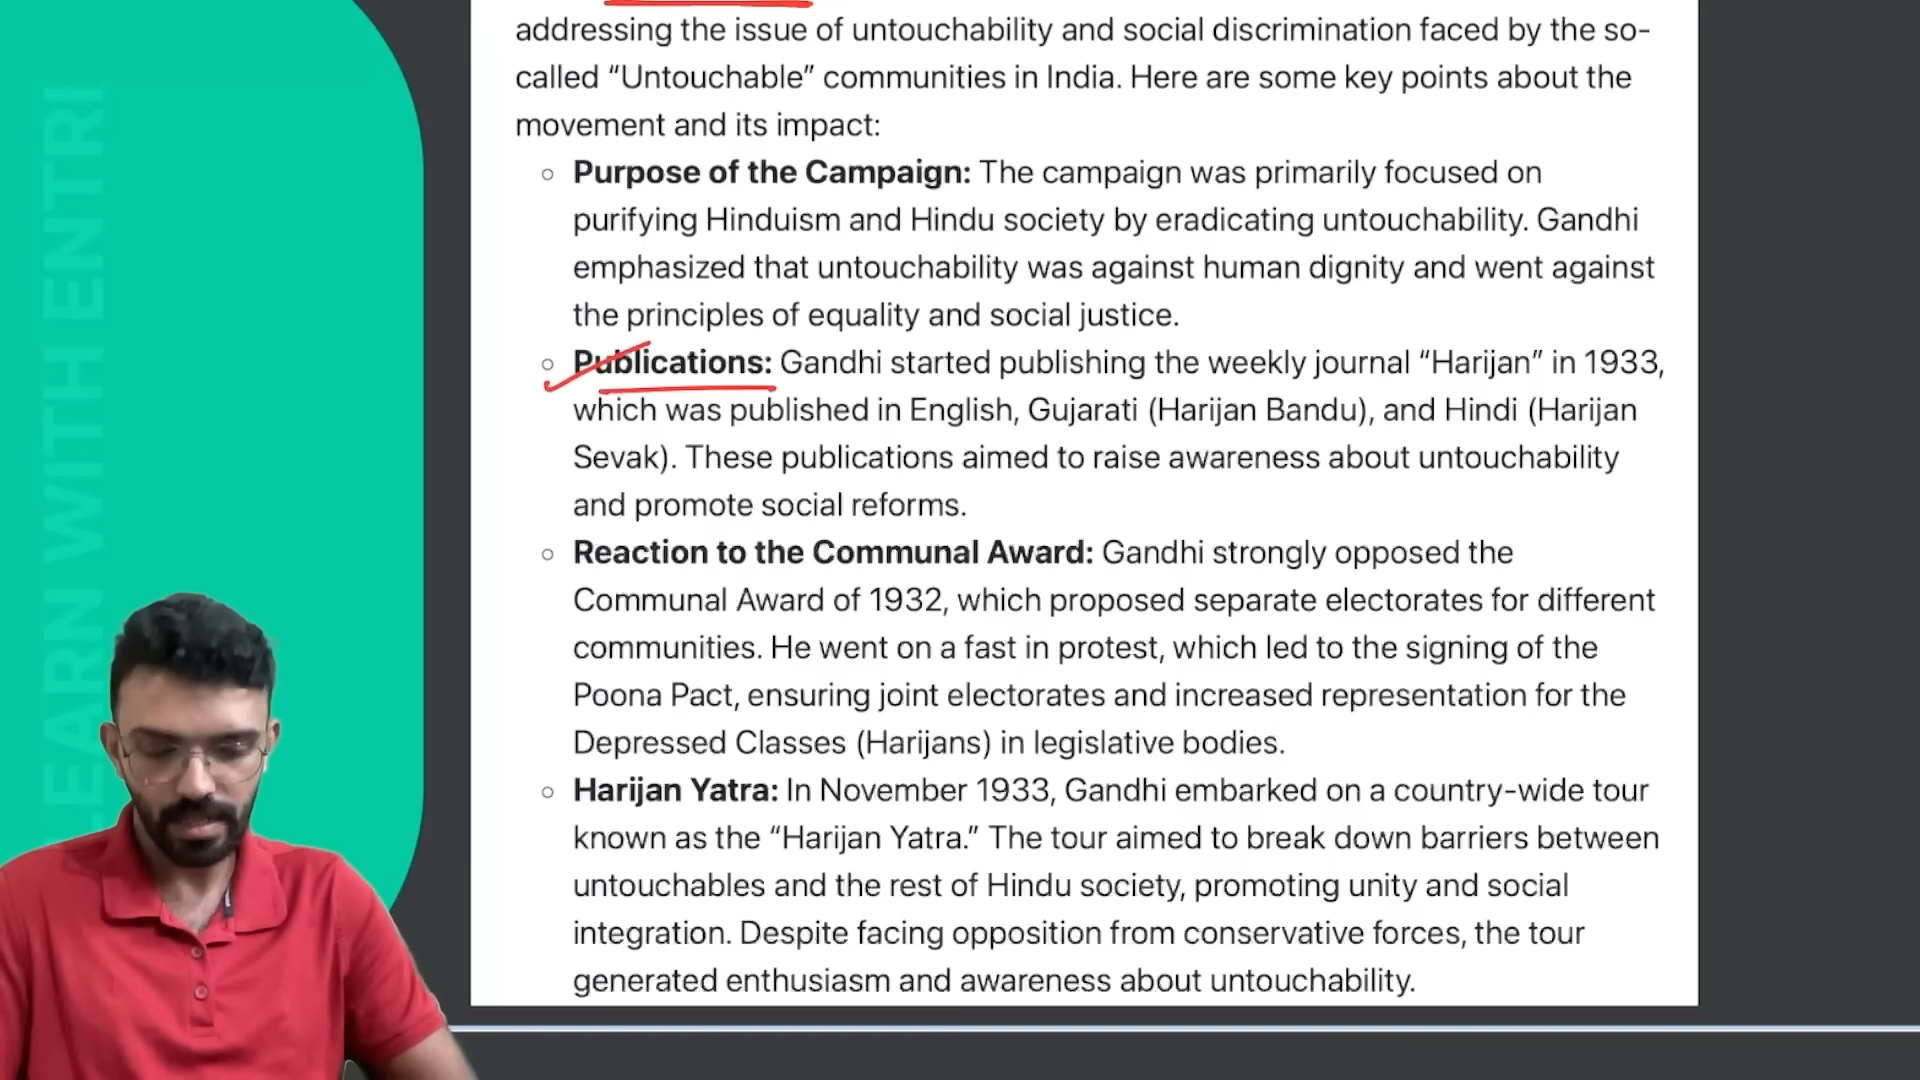 addressing the issue of untouchability and social discrimination faced by the so-
called “Untouchable” communities in India. Here are some key points about the
movement and its impact:
Purpose of the Campaign: The campaign was primarily focused on
purifying Hinduism and Hindu society by eradicating untouchability. Gandhi
emphasized that untouchability was against human dignity and went against
the principles of equality and social justice.
Publications: Gandhi started publishing the weekly journal “Harijan” in 1933,
which was published in English, Gujarati (Harijan Bandu), and Hindi (Harijan
Sevak). These publications aimed to raise awareness about untouchability
and promote social reforms.
Reaction to the Communal Award: Gandhi strongly opposed the
Communal Award of 1932, which proposed separate electorates for different
communities. He went on a fast in protest, which led to the signing of the
Poona Pact, ensuring joint electorates and increased representation for the
Depressed Classes (Harijans) in legislative bodies.
Harijan Yatra: In November 1933, Gandhi embarked on a country-wide tour
known as the “Harijan Yatra.” The tour aimed to break down barriers between
untouchables and the rest of Hindu society, promoting unity and social
integration. Despite facing opposition from conservative forces, the tour
generated enthusiasm and awareness about untouchability.
LEARN WITH ENTRI